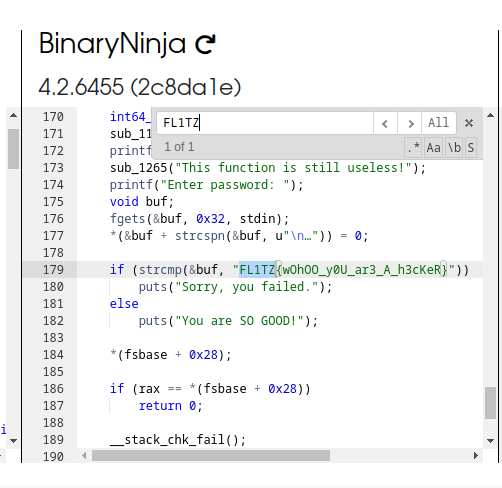 BinaryNinja
4.2.6455 (2c8da1e)
FL1TZ
All
1 of 1
.* Aa \b S
170 int64_
171 sub_11
172 printf
173 sub_1265("This function is still useless!");
174 printf("Enter password: ");
175 void buf;
176 fgets(&buf, 0x32, stdin);
177 *(&buf + strcspn(&buf, u"\n…")) = 0;
178
179 if (strcmp(&buf, "FL1TZ{wOhOO_y0U_ar3_A_h3cKeR}"))
180 puts("Sorry, you failed.");
181 else
182 puts("You are SO GOOD!");
183
184 *(fsbase + 0x28);
185
186 if (rax == *(fsbase + 0x28))
187 return 0;
188
189 __stack_chk_fail();
190
i